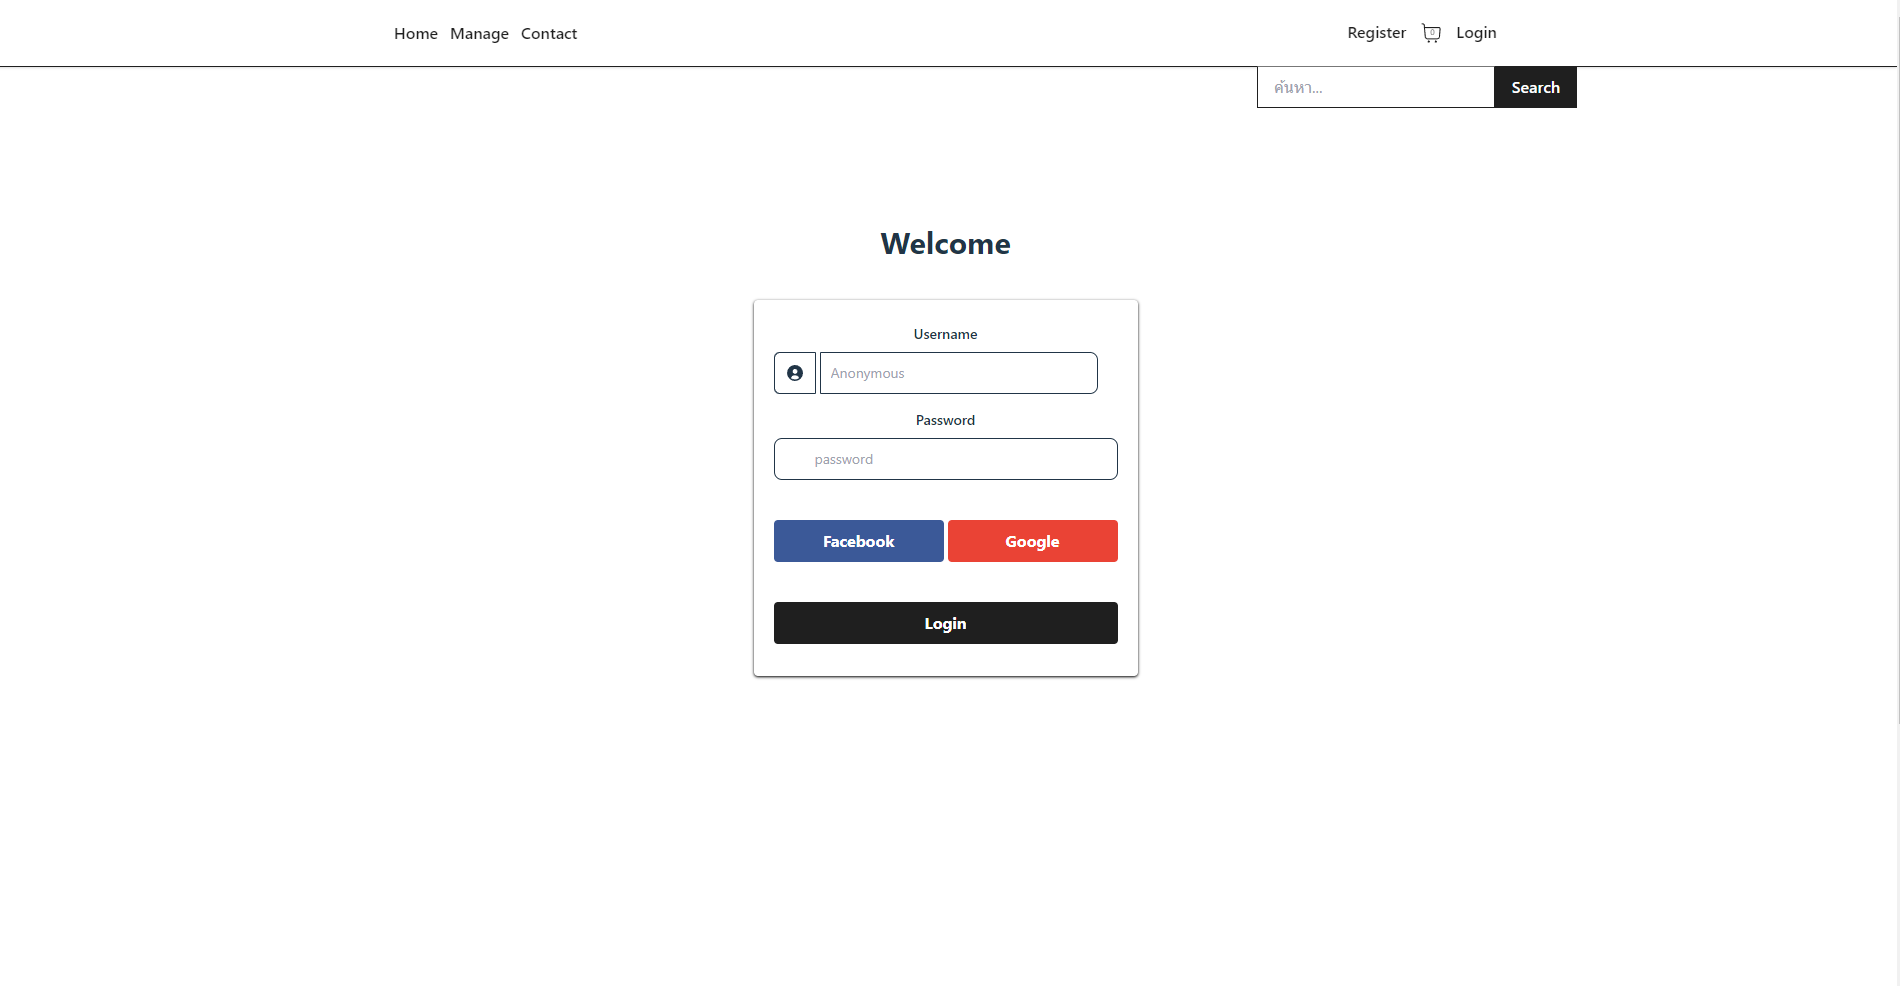 Home Manage Contact Register 0 Login
ค้นหา... Search
Welcome
Username
Anonymous
Password
password
Facebook Google
Login